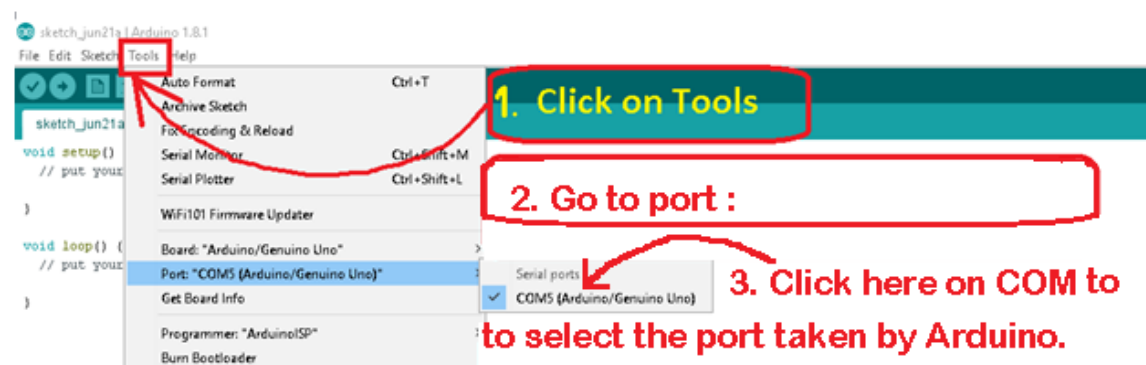 sketch_jun21a | Arduino 1.8.1
File Edit Sketch Tools Help
Auto Format Ctrl+T
Archive Sketch
1. Click on Tools
sketch_jun21a
Fix Encoding & Reload
void setup()
Serial Monitor Ctrl+Shift+M
// put your
Serial Plotter Ctrl+Shift+L
2. Go to port :
}
WiFi101 Firmware Updater
void loop() {
Board: "Arduino/Genuino Uno"
// put your
Port: "COM5 (Arduino/Genuino Uno)"
Serial ports
3. Click here on COM to
}
Get Board Info
COM5 (Arduino/Genuino Uno)
Programmer: "ArduinoISP"
to select the port taken by Arduino.
Burn Bootloader